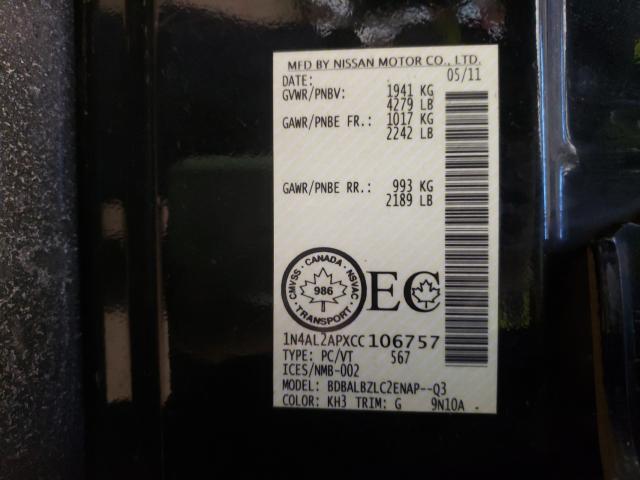 MFD BY NISSAN MOTOR CO., LTD.
DATE: 05/11
GVWR/PNBV: 1941 KG
4279 LB
GAWR/PNBE FR.: 1017 KG
2242 LB
GAWR/PNBE RR.: 993 KG
2189 LB
CMVSS · CANADA · NSVAC · TRANSPORT ·
986
EC
1N4AL2APXCC106757
TYPE: PC/VT 567
ICES/NMB-002
MODEL: BDBALBZLC2ENAP--Q3
COLOR: KH3 TRIM: G 9N10A